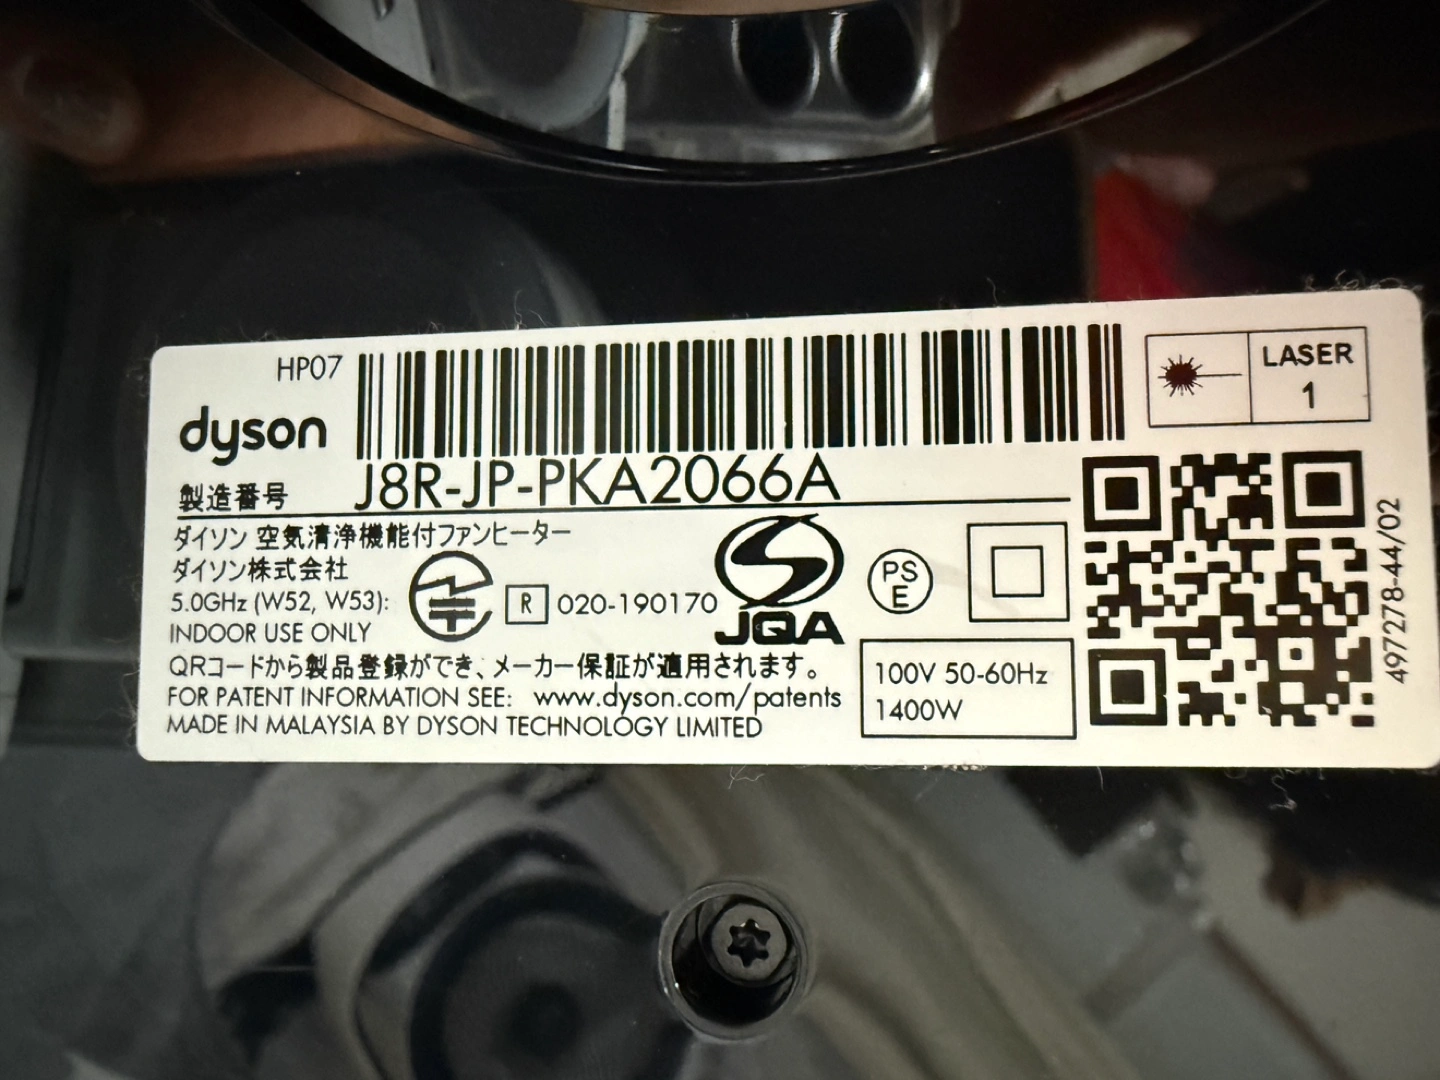 HP07
LASER
1
dyson
製造番号 J8R-JP-PKA2066A
ダイソン 空気清浄機能付ファンヒーター
ダイソン株式会社
5.0GHz (W52, W53):
R 020-190170
INDOOR USE ONLY
JQA
PS
E
QRコードから製品登録ができ、メーカー保証が適用されます。
FOR PATENT INFORMATION SEE: www.dyson.com/patents
MADE IN MALAYSIA BY DYSON TECHNOLOGY LIMITED
100V 50-60Hz
1400W
497278-44/02